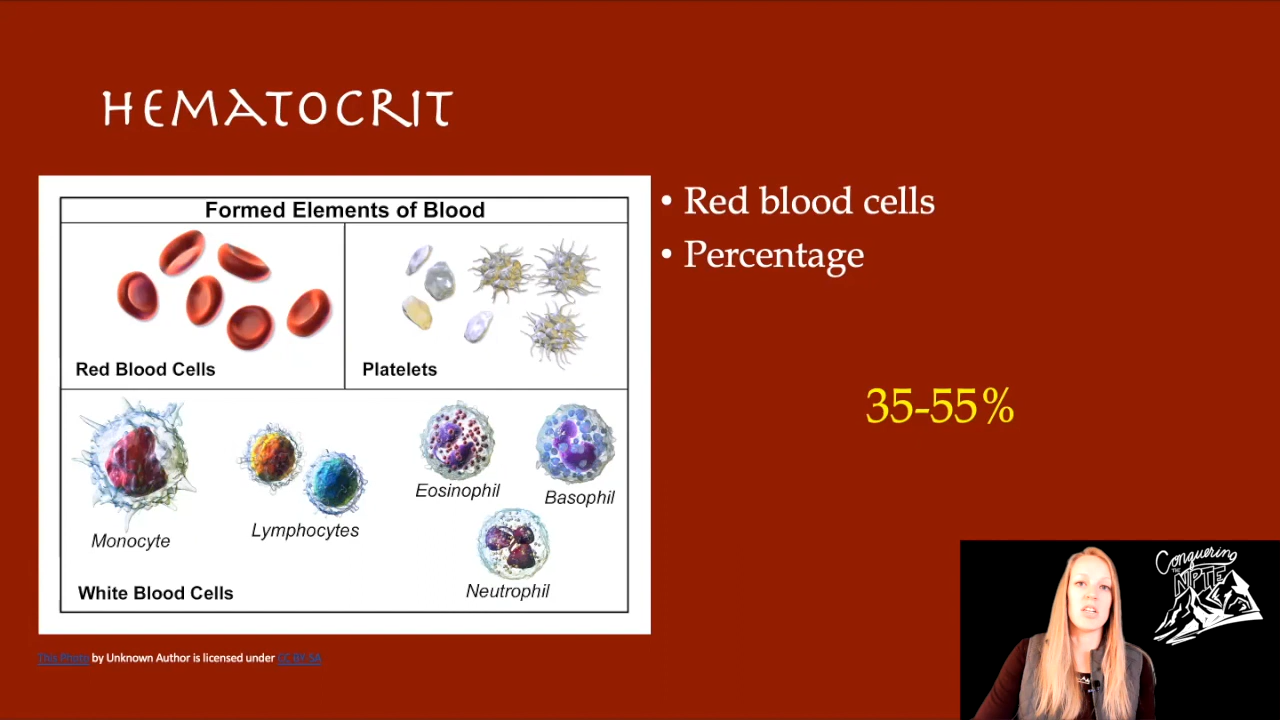 HEMATOCRIT
Formed Elements of Blood
Red Blood Cells
Platelets
Monocyte
Lymphocytes
Eosinophil
Basophil
Neutrophil
White Blood Cells
This Photo by Unknown Author is licensed under CC BY-SA
• Red blood cells
• Percentage
35-55%
Conquering
THE
NPTE